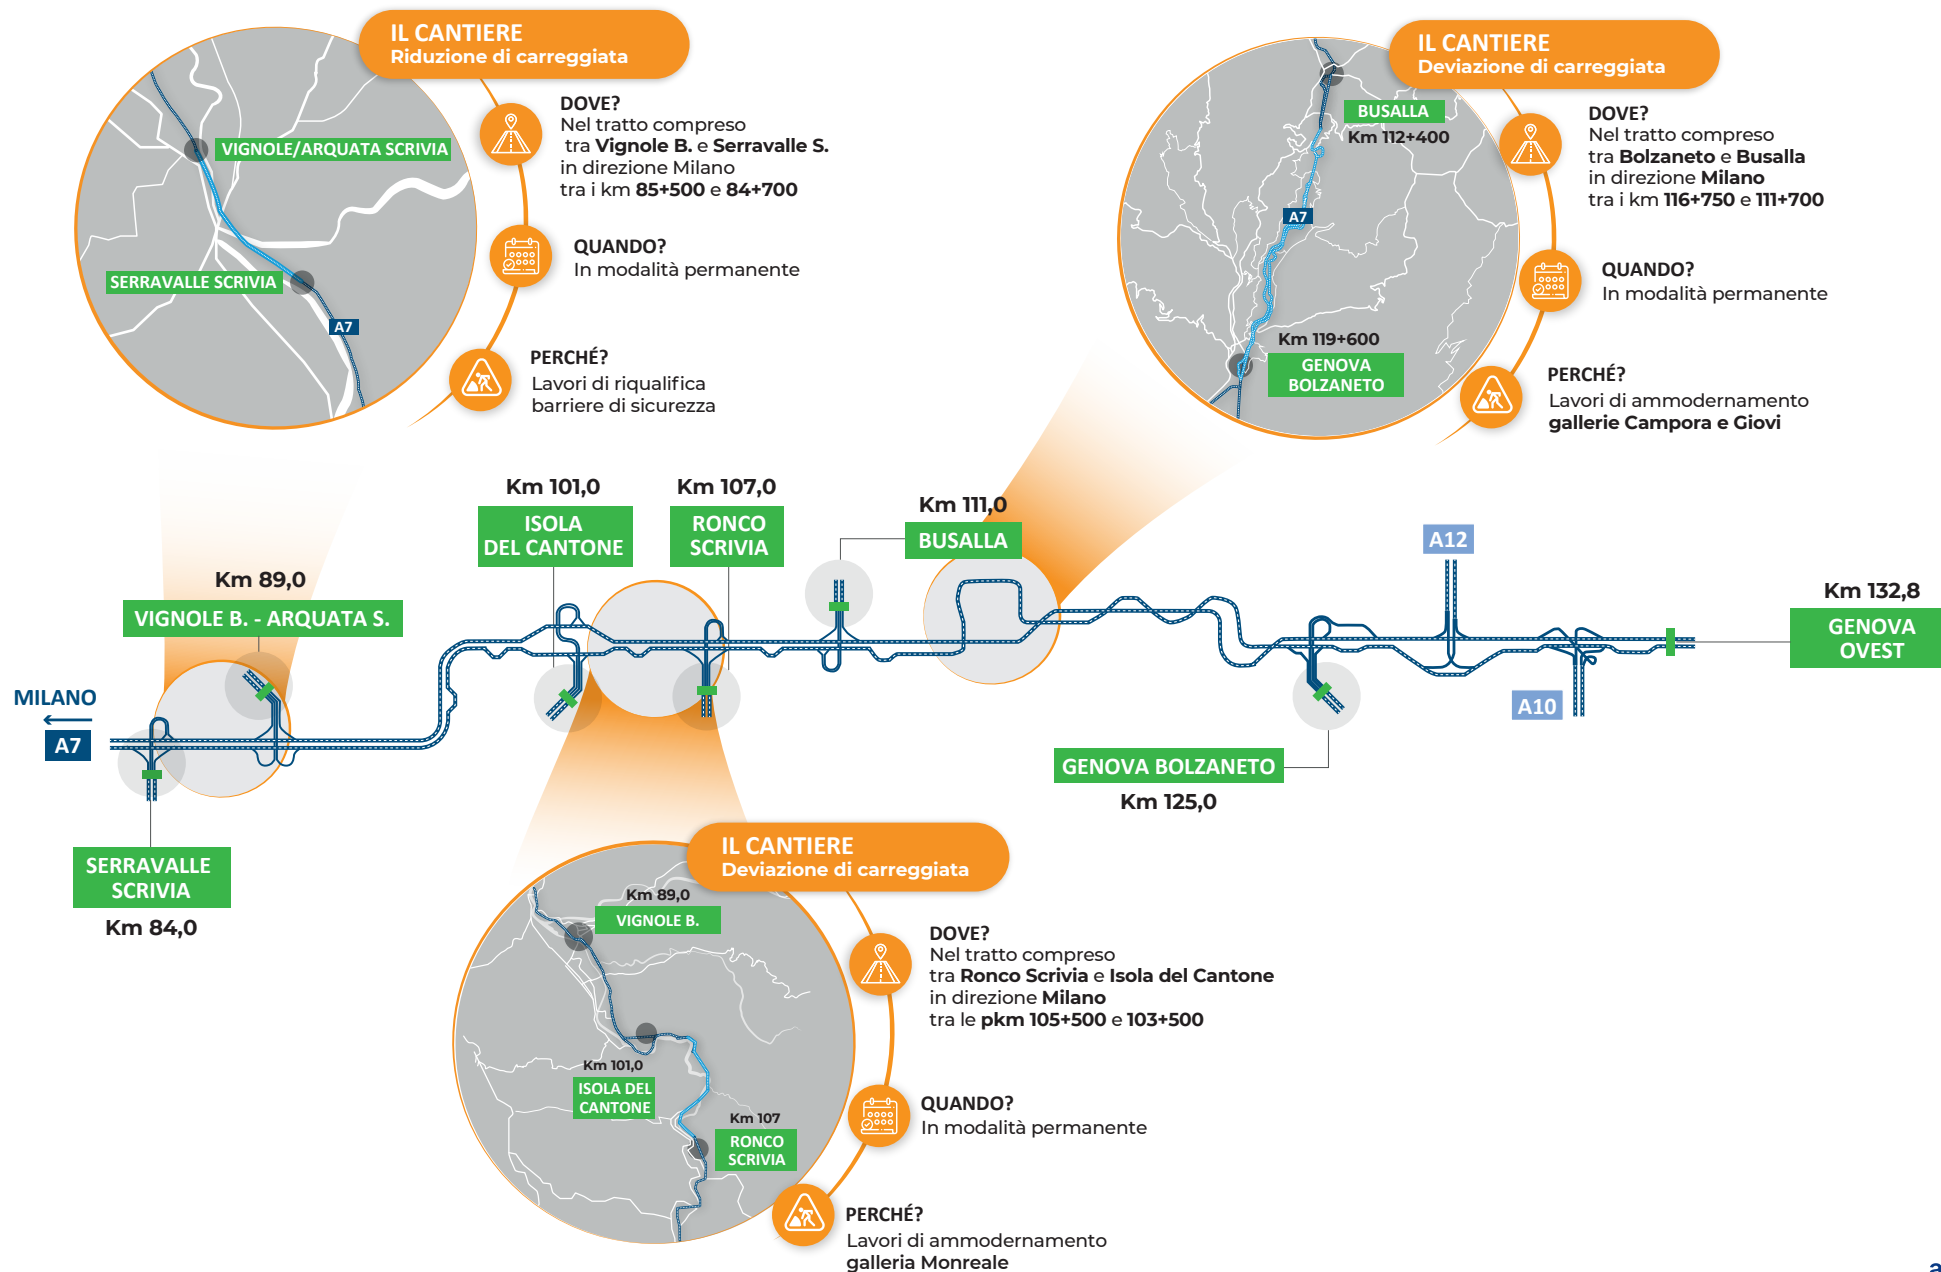 IL CANTIERE
Riduzione di carreggiata
DOVE?
Nel tratto compreso
tra Vignole B. e Serravalle S.
in direzione Milano
tra i km 85+500 e 84+700
QUANDO?
In modalità permanente
PERCHÉ?
Lavori di riqualifica
barriere di sicurezza
VIGNOLE/ARQUATA SCRIVIA
SERRAVALLE SCRIVIA
A7
IL CANTIERE
Deviazione di carreggiata
DOVE?
Nel tratto compreso
tra Bolzaneto e Busalla
in direzione Milano
tra i km 116+750 e 111+700
QUANDO?
In modalità permanente
PERCHÉ?
Lavori di ammodernamento
gallerie Campora e Giovi
BUSALLA
Km 112+400
A7
Km 119+600
GENOVA
BOLZANETO
Km 89,0
VIGNOLE B. - ARQUATA S.
Km 101,0
ISOLA
DEL CANTONE
Km 107,0
RONCO
SCRIVIA
Km 111,0
BUSALLA
A12
Km 132,8
GENOVA
OVEST
A10
MILANO
A7
GENOVA BOLZANETO
Km 125,0
SERRAVALLE
SCRIVIA
Km 84,0
IL CANTIERE
Deviazione di carreggiata
DOVE?
Nel tratto compreso
tra Ronco Scrivia e Isola del Cantone
in direzione Milano
tra le pkm 105+500 e 103+500
QUANDO?
In modalità permanente
PERCHÉ?
Lavori di ammodernamento
galleria Monreale
Km 89,0
VIGNOLE B.
Km 101,0
ISOLA DEL
CANTONE
Km 107
RONCO
SCRIVIA